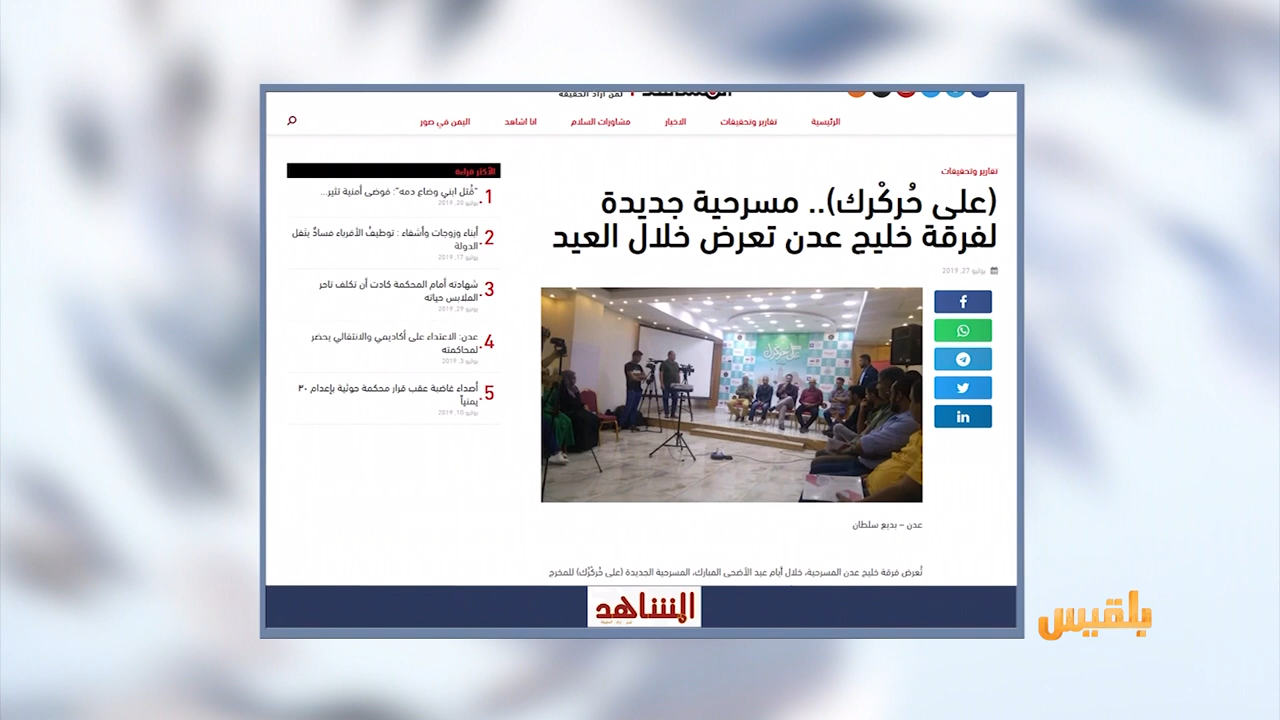 المشاهد لمن أراد الحقيقة
الرئيسية تقارير وتحقيقات الاخبار مشاورات السلام انا اشاهد اليمن في صور
تقارير وتحقيقات
(على حُركْرك).. مسرحية جديدة
لفرقة خليج عدن تعرض خلال العيد
يوليو 27, 2019
على حركرك
عدن – بديع سلطان
تُعرض فرقة خليج عدن المسرحية، خلال أيام عيد الأضحى المبارك، المسرحية الجديدة (على حُركْرُك) للمخرج
الأكثر قراءة
1 "قُتل ابني وضاع دمه": فوضى أمنية تثير...
يوليو 20, 2019
2 أبناء وزوجات وأشقاء : توظيفُ الأقرباء فسادٌ يثقل
الدولة
يوليو 17, 2019
3 شهادته أمام المحكمة كادت أن تكلف تاجر
الملابس حياته
يوليو 29, 2019
4 عدن: الاعتداء على أكاديمي والانتقالي يحضر
لمحاكمته
يوليو 3, 2019
5 أصداء غاضبة عقب قرار محكمة حوثية بإعدام ٣٠
يمنياً
يوليو 10, 2019
المشاهد
بلقيس